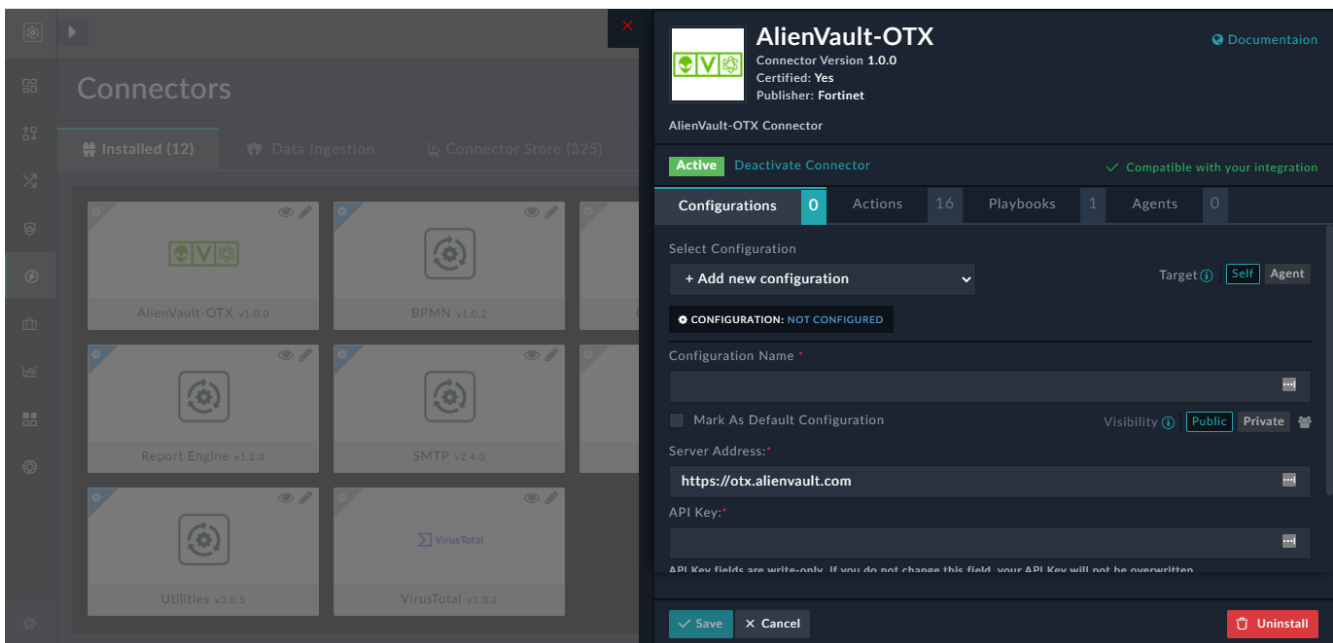 Connectors
Installed (12)
Data Ingestion
Connector Store (325)
AlienVault-OTX v1.0.0
BPMN v1.0.2
Report Engine v1.2.0
SMTP v2.4.0
Utilities v3.0.5
VirusTotal
VirusTotal v1.0.2
AlienVault-OTX
Documentaion
Connector Version 1.0.0
Certified: Yes
Publisher: Fortinet
AlienVault-OTX Connector
Active Deactivate Connector
Compatible with your integration
Configurations 0 Actions 16 Playbooks 1 Agents 0
Select Configuration
+ Add new configuration
Target Self Agent
CONFIGURATION: NOT CONFIGURED
Configuration Name *
Mark As Default Configuration
Visibility Public Private
Server Address:*
https://otx.alienvault.com
API Key:*
API Key fields are write-only. If you do not change this field, your API Key will not be overwritten
Save × Cancel
Uninstall